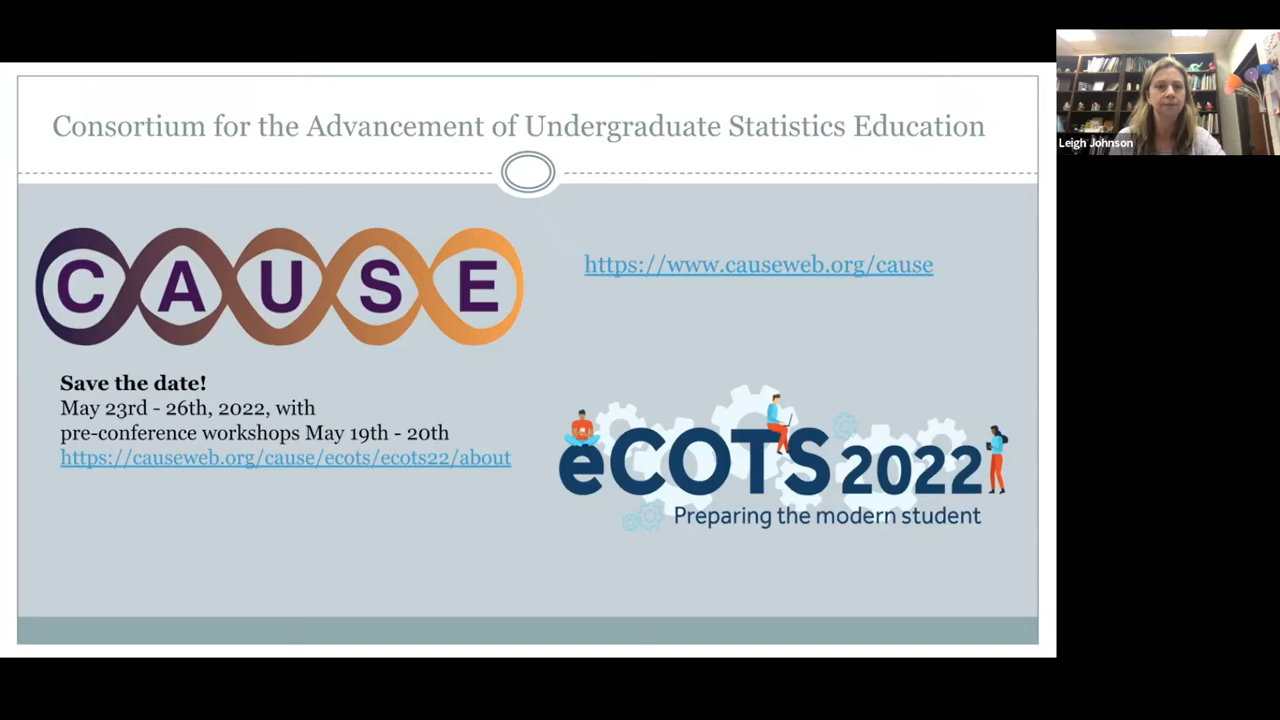 Consortium for the Advancement of Undergraduate Statistics Education
CAUSE
https://www.causeweb.org/cause
Save the date!
May 23rd - 26th, 2022, with
pre-conference workshops May 19th - 20th
https://causeweb.org/cause/ecots/ecots22/about
eCOTS 2022
Preparing the modern student
Leigh Johnson